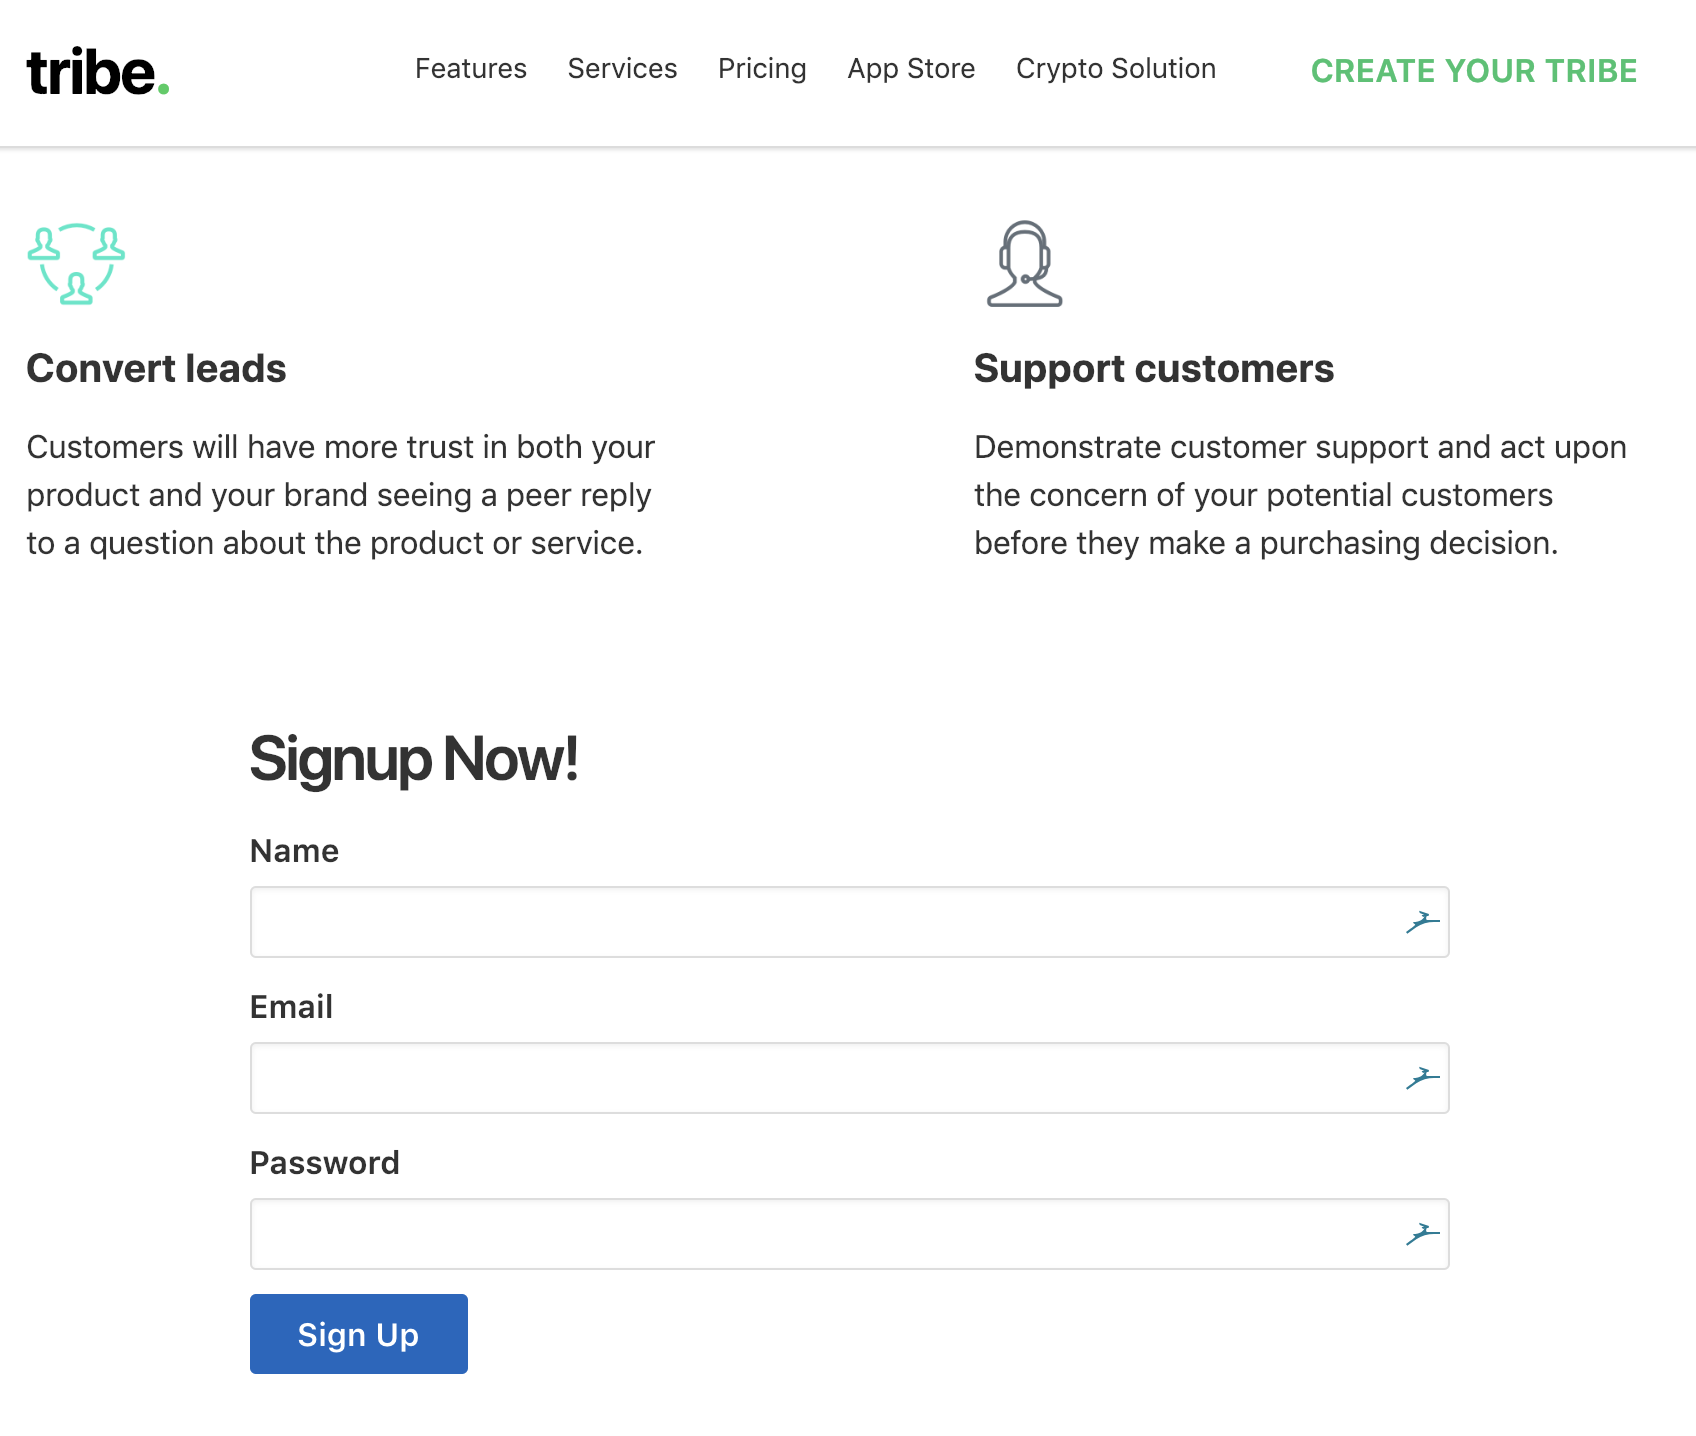 tribe.
Features Services Pricing App Store Crypto Solution CREATE YOUR TRIBE
Convert leads
Customers will have more trust in both your
product and your brand seeing a peer reply
to a question about the product or service.
Support customers
Demonstrate customer support and act upon
the concern of your potential customers
before they make a purchasing decision.
Signup Now!
Name
Email
Password
Sign Up